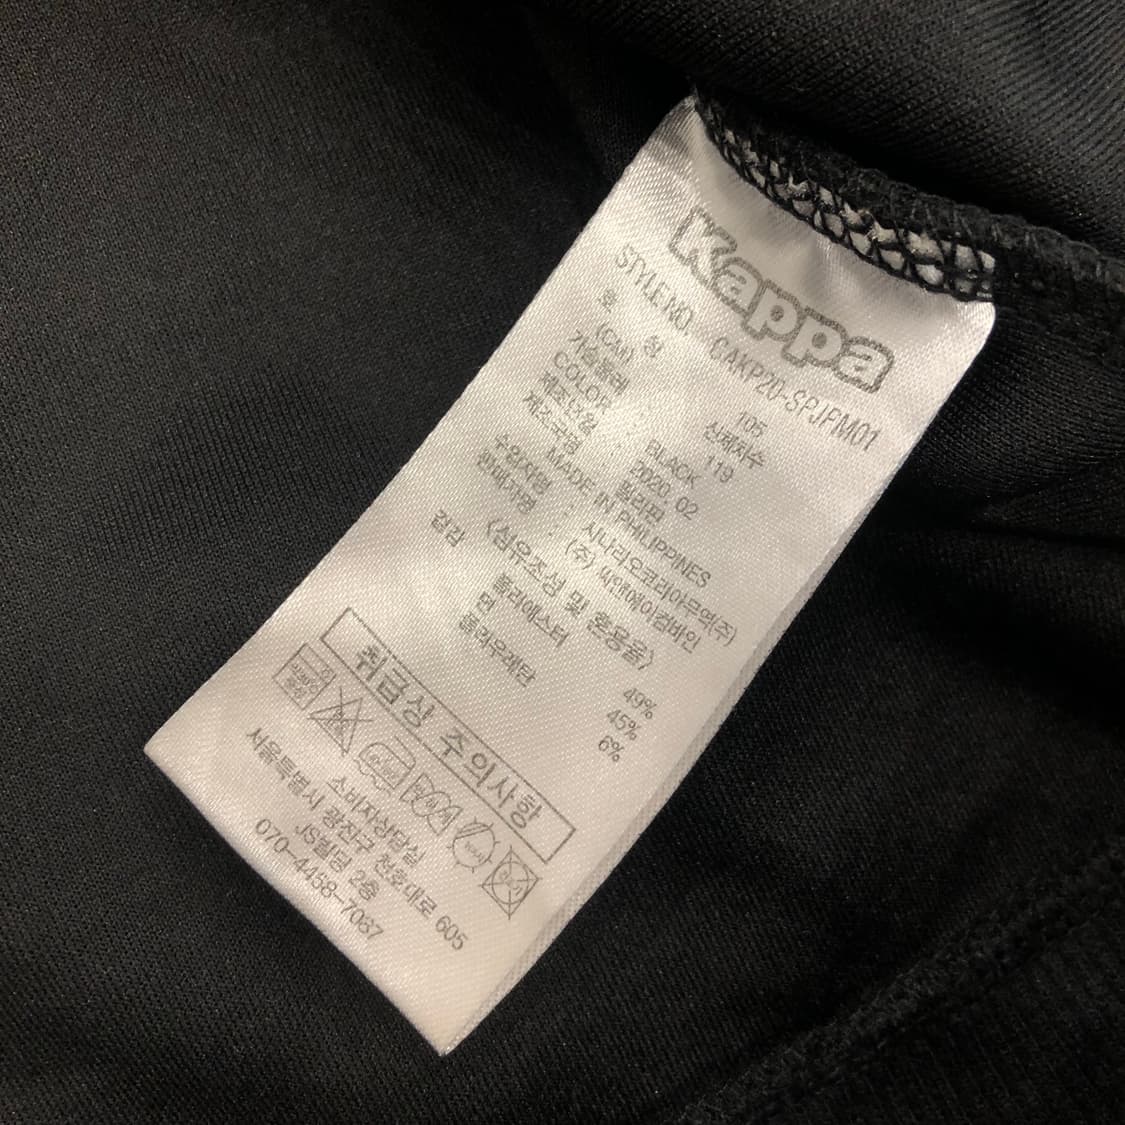 Kappa
STYLE NO. CAKP20-SPJPM01
호 칭 : 105
(CM) 신체치수
가슴둘레 : 119
COLOR : BLACK
제조년월 : 2020. 02
제조국명 : 필리핀
MADE IN PHILIPPINES
수입자명 : 시나리오코리아무역(주)
판매가명 : (주) 씨앤에이컴바인
<섬유조성 및 혼용율>
겉감 폴리에스터 49%
면 45%
폴리우레탄 6%
취급상 주의사항
소비자상담실
서울특별시 광진구 천호대로 605
JS빌딩 2층
070-4458-7087